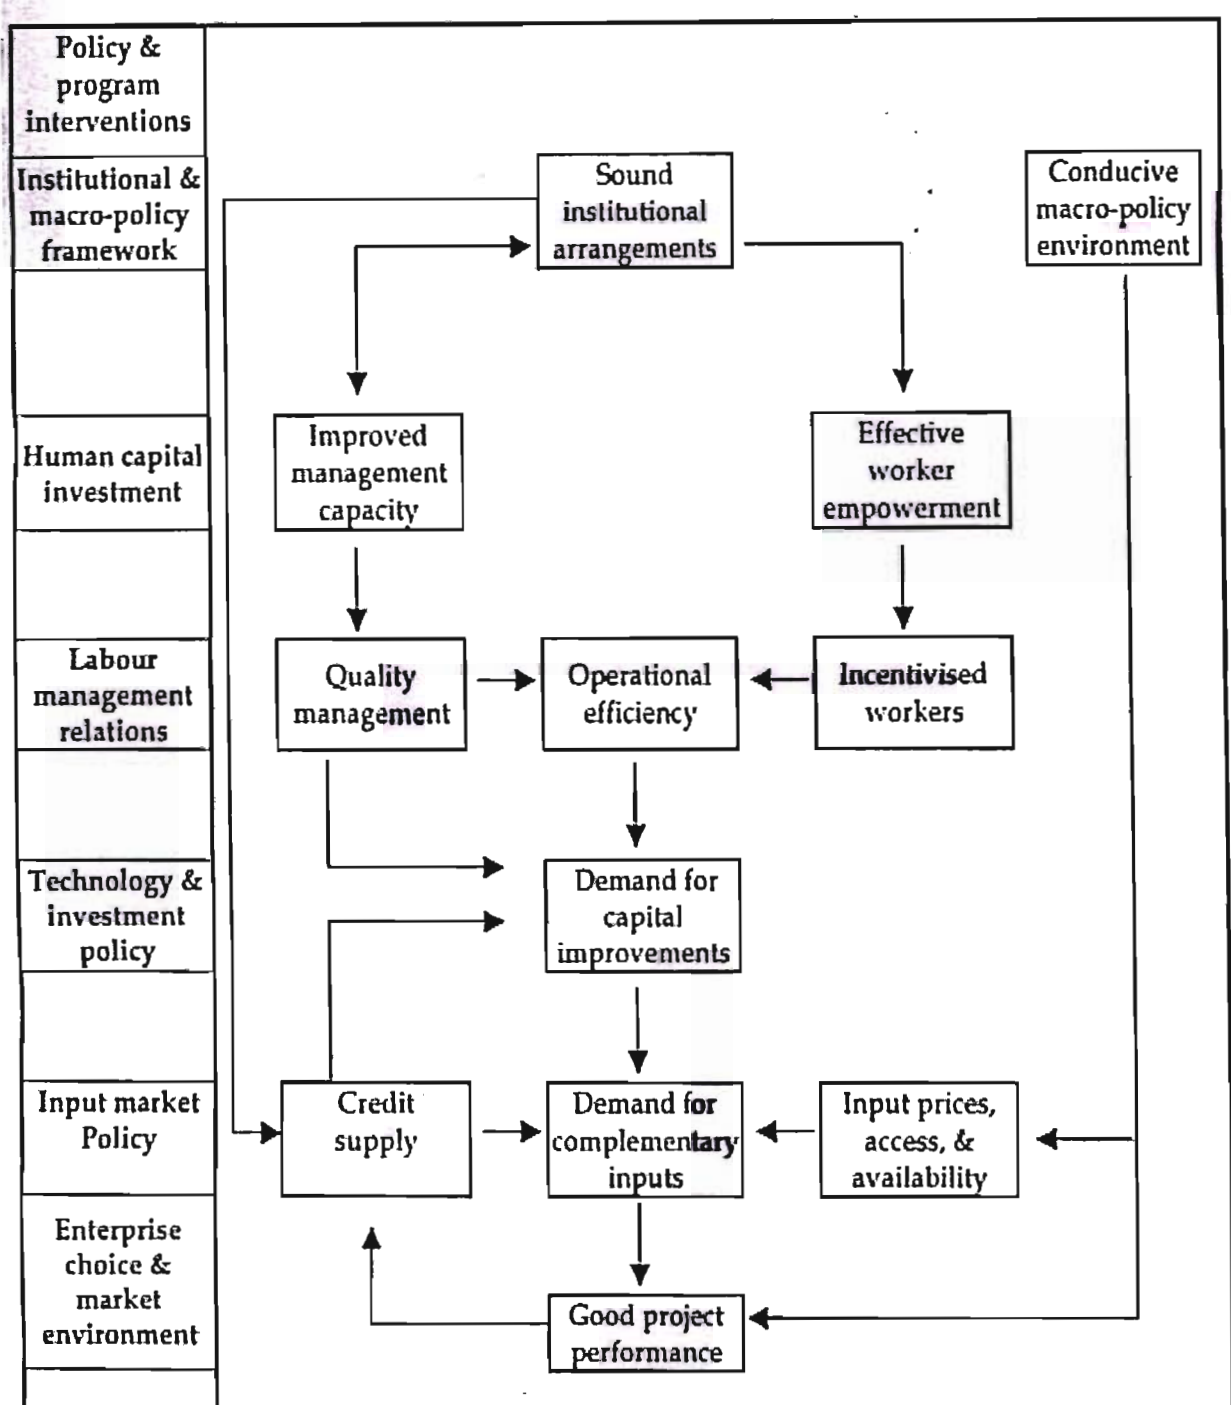 Policy &
program
interventions
Institutional &
macro-policy
framework
Sound
institutional
arrangements
Conducive
macro-policy
environment
Human capital
investment
Improved
management
capacity
Effective
worker
empowerment
Labour
management
relations
Quality
management
Operational
efficiency
Incentivised
workers
Technology &
investment
policy
Demand for
capital
improvements
Input market
Policy
Credit
supply
Demand for
complementary
inputs
Input prices,
access, &
availability
Enterprise
choice &
market
environment
Good project
performance